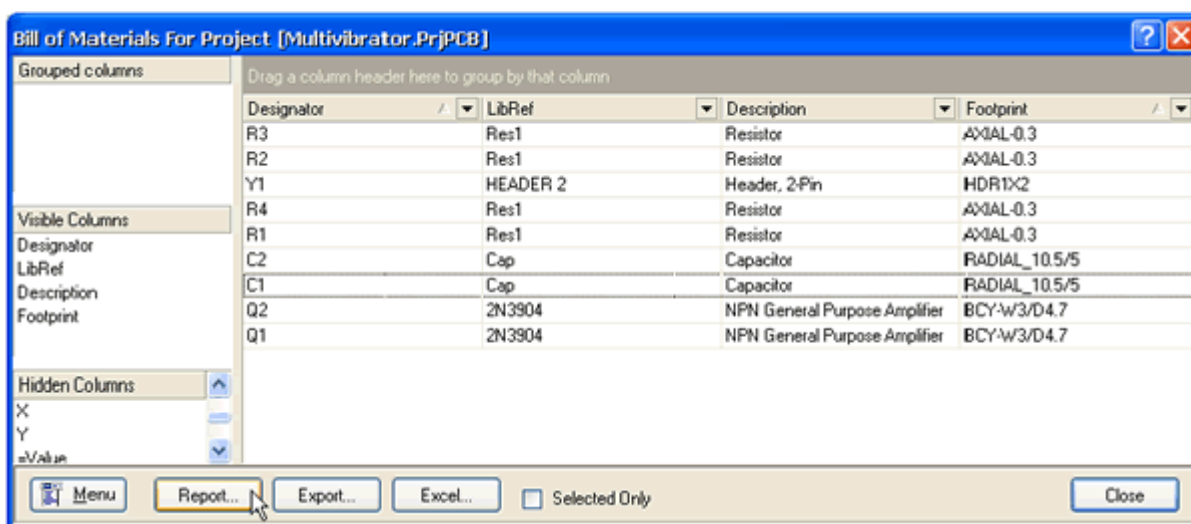 Bill of Materials For Project [Multivibrator.PrjPCB]
Grouped columns
Drag a column header here to group by that column
Designator LibRef Description Footprint
R3 Res1 Resistor AXIAL-0.3
R2 Res1 Resistor AXIAL-0.3
Y1 HEADER 2 Header, 2-Pin HDR1X2
R4 Res1 Resistor AXIAL-0.3
R1 Res1 Resistor AXIAL-0.3
C2 Cap Capacitor RADIAL_10.5/5
C1 Cap Capacitor RADIAL_10.5/5
Q2 2N3904 NPN General Purpose Amplifier BCY-W3/D4.7
Q1 2N3904 NPN General Purpose Amplifier BCY-W3/D4.7
Visible Columns
Designator
LibRef
Description
Footprint
Hidden Columns
X
Y
=Value
Menu Report... Export... Excel... Selected Only Close